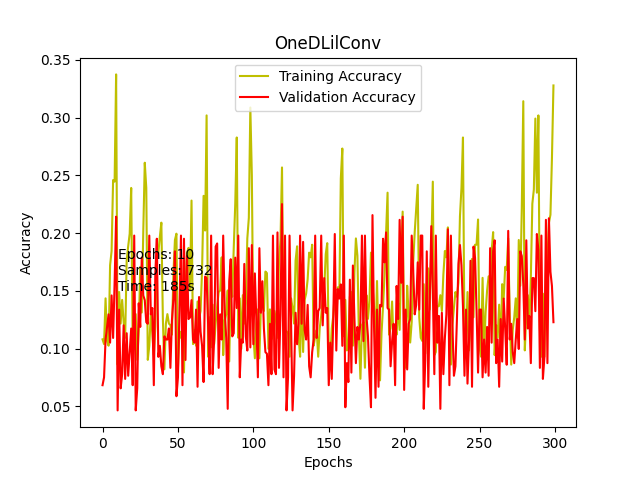 OneDLilConv
Training Accuracy
Validation Accuracy
Epochs: 10
Samples: 732
Time: 185s
Accuracy
0.35
0.30
0.25
0.20
0.15
0.10
0.05
0
50
100
150
200
250
300
Epochs